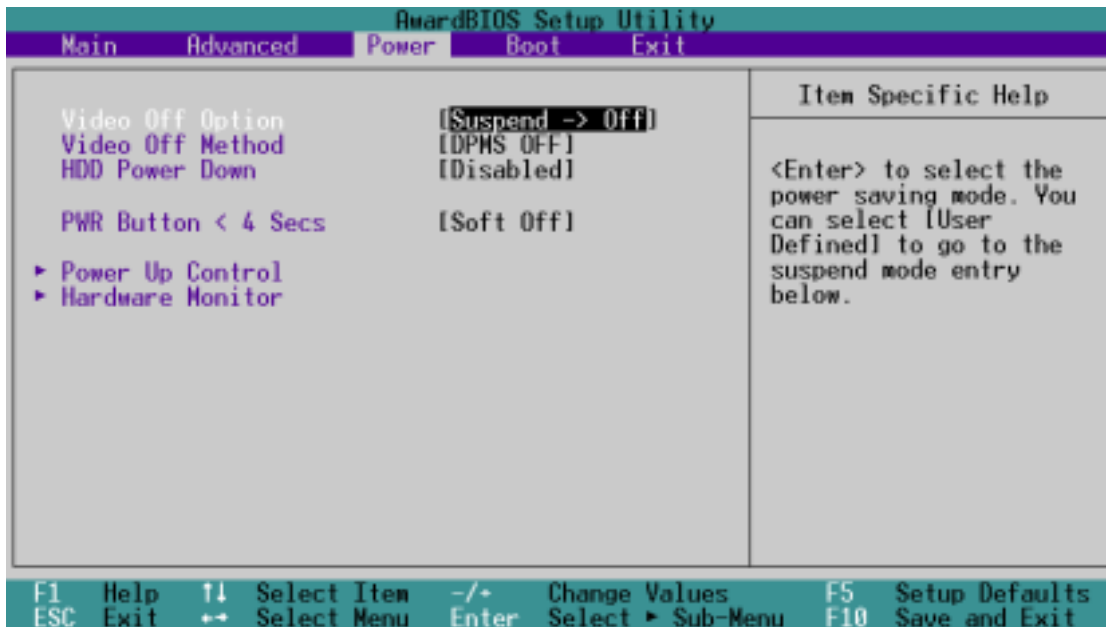 AwardBIOS Setup Utility
Main Advanced Power Boot Exit
Video Off Option [Suspend -> Off]
Video Off Method [DPMS OFF]
HDD Power Down [Disabled]
PWR Button < 4 Secs [Soft Off]
▸ Power Up Control
▸ Hardware Monitor
Item Specific Help
<Enter> to select the
power saving mode. You
can select [User
Defined] to go to the
suspend mode entry
below.
F1 Help ↑↓ Select Item -/+ Change Values F5 Setup Defaults
ESC Exit ←→ Select Menu Enter Select ▸ Sub-Menu F10 Save and Exit